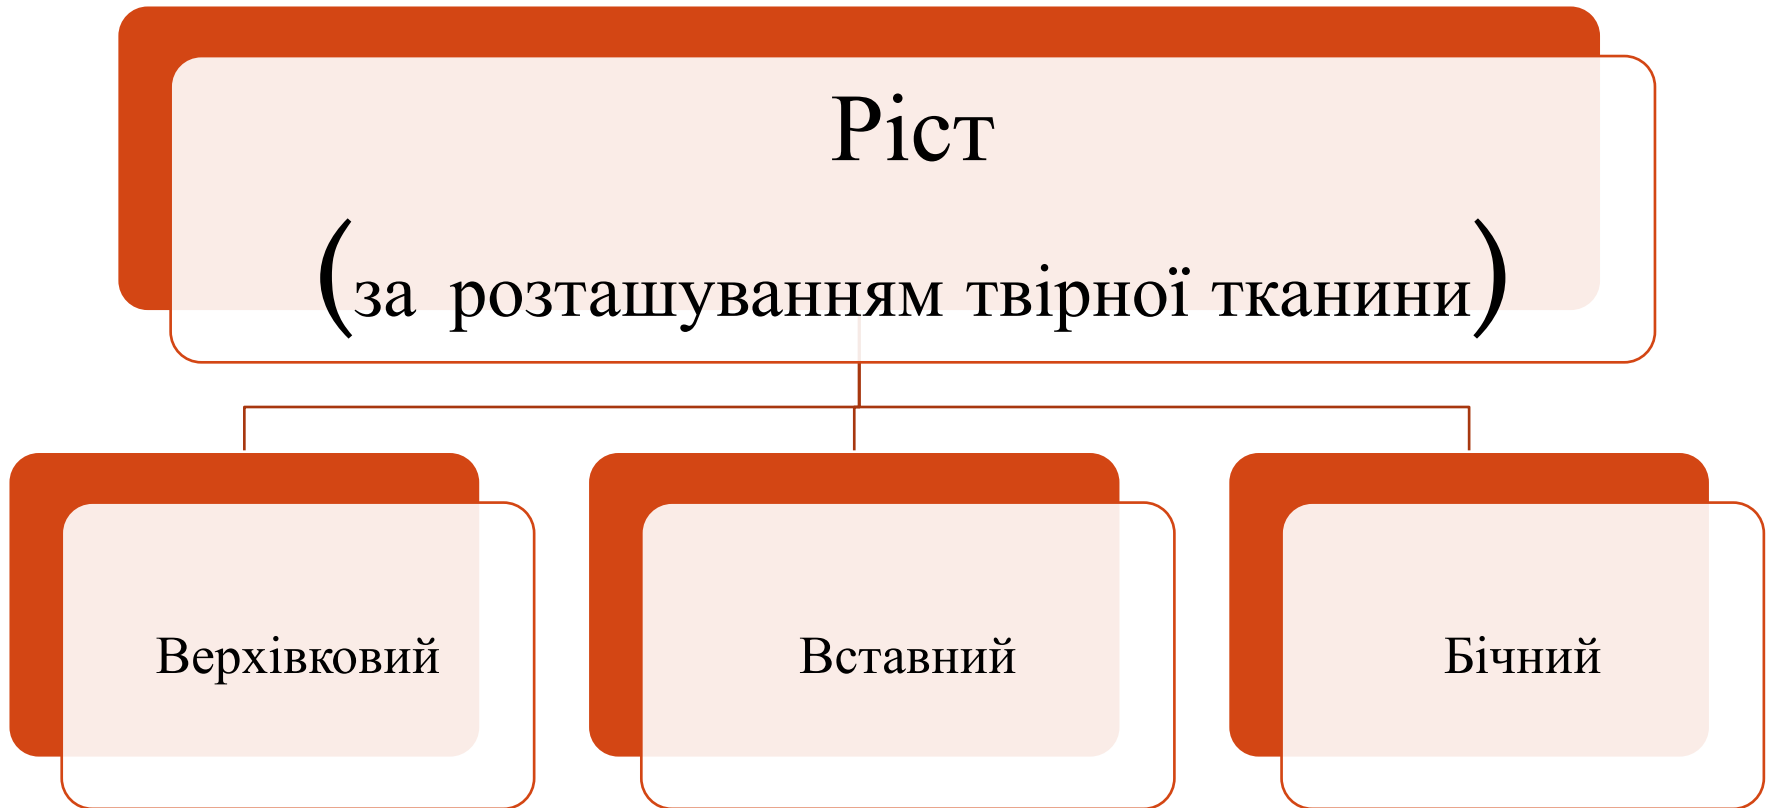 Ріст
(за розташуванням твірної тканини)
Верхівковий
Вставний
Бічний